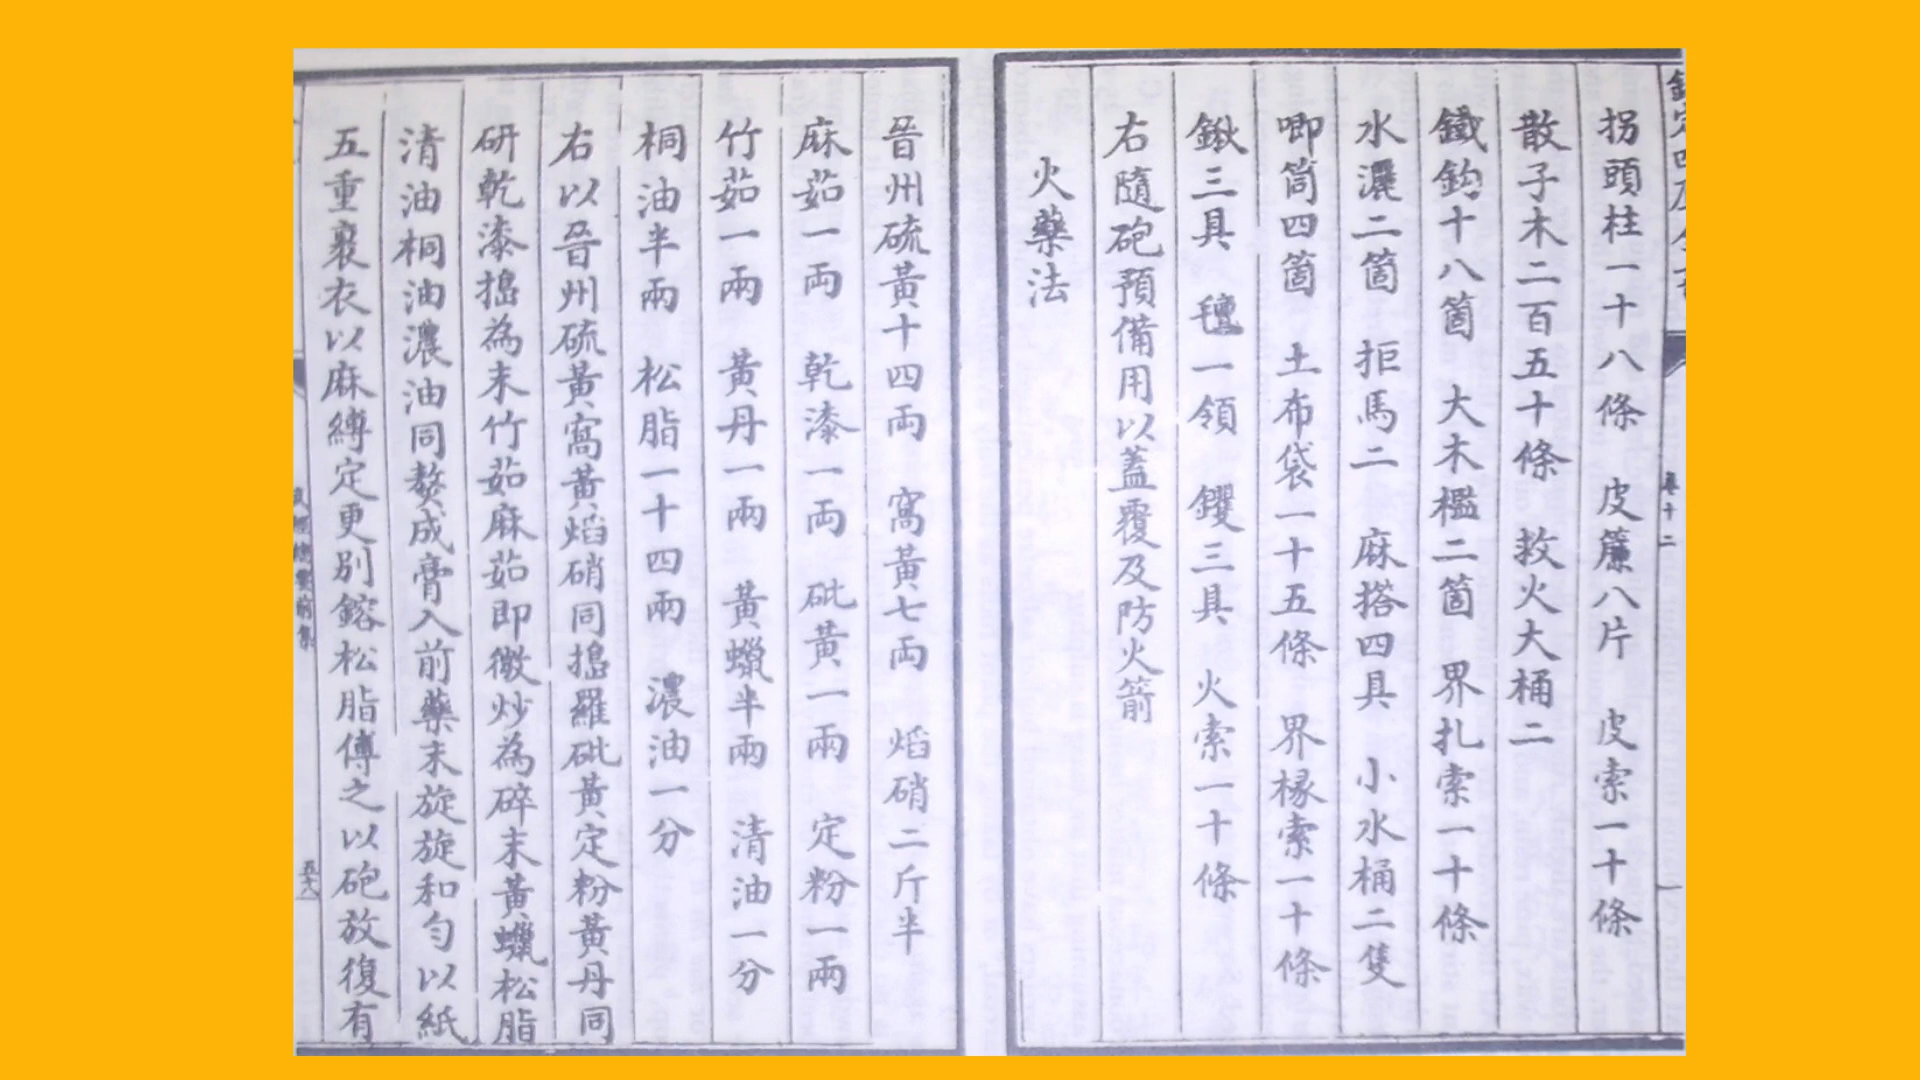 卷十二
拐頭柱一十八條 皮簾八片 皮索一十條
散子木二百五十條 救火大桶二
鐵鈎十八箇 大木檻二箇 界扎索一十條
水濃二箇 拒馬二 麻搭四具 小水桶二隻
唧筒四箇 土布袋一十五條 界椽索一十條
鍬三具 氊一領 钁三具 火索一十條
右隨砲預備用以蓋覆及防火箭
火藥法
晉州硫黃十四兩 窩黃七兩 焰硝二斤半
麻茹一兩 乾漆一兩 砒黃一兩 定粉一兩
竹茹一兩 黃丹一兩 黃蠟半兩 清油一分
桐油半兩 松脂一十四兩 濃油一分
右以晉州硫黃窩黃焰硝同搗羅砒黃定粉黃丹同
研乾漆搗為末竹茹麻茹即微炒為碎末黃蠟松脂
清油桐油濃油同熬成膏入前藥末旋旋和勻以紙
五重裹衣以麻縛定更別鎔松脂傅之以砲放復有